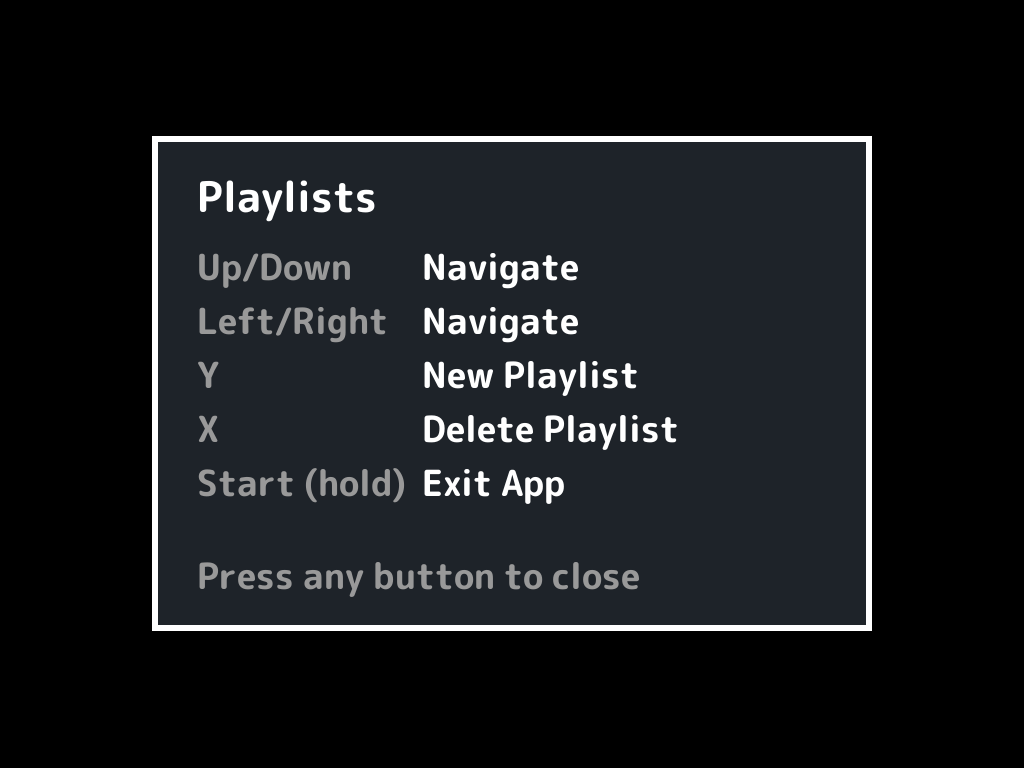 Playlists
Up/Down Navigate
Left/Right Navigate
Y New Playlist
X Delete Playlist
Start (hold) Exit App
Press any button to close